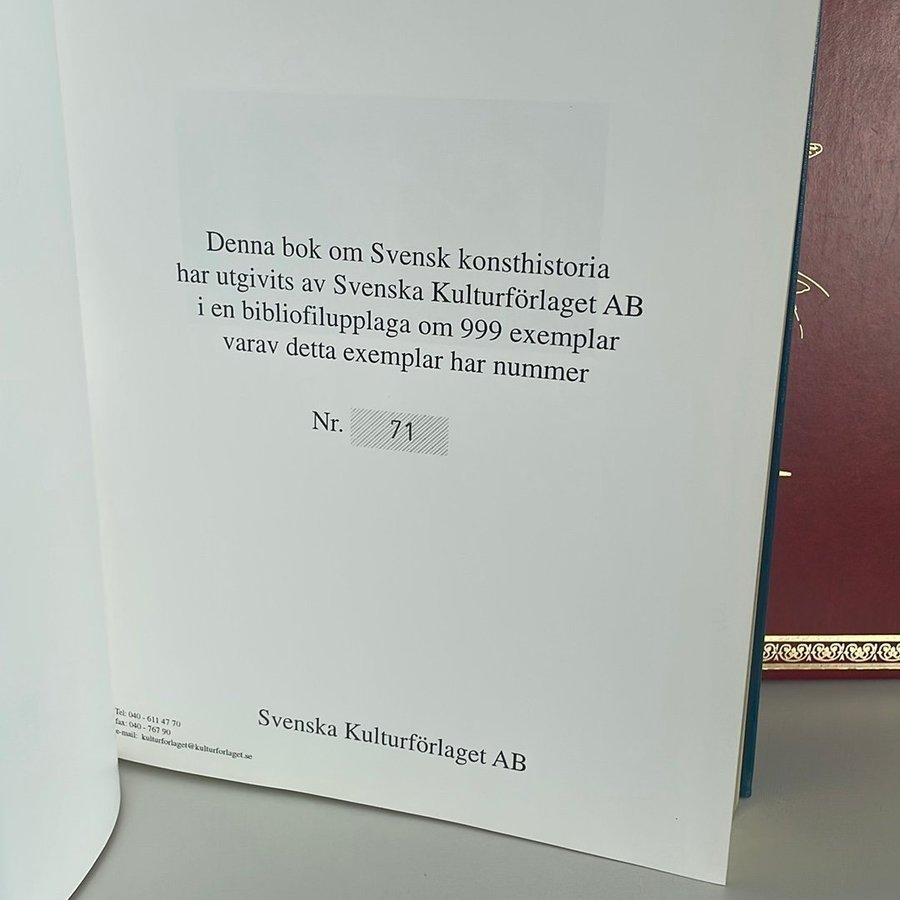 Denna bok om Svensk konsthistoria
har utgivits av Svenska Kulturförlaget AB
i en bibliofilupplaga om 999 exemplar
varav detta exemplar har nummer
Nr. 71
Tel: 040 - 611 47 70
fax: 040 - 767 90
e-mail: kulturforlaget@kulturforlaget.se
Svenska Kulturförlaget AB